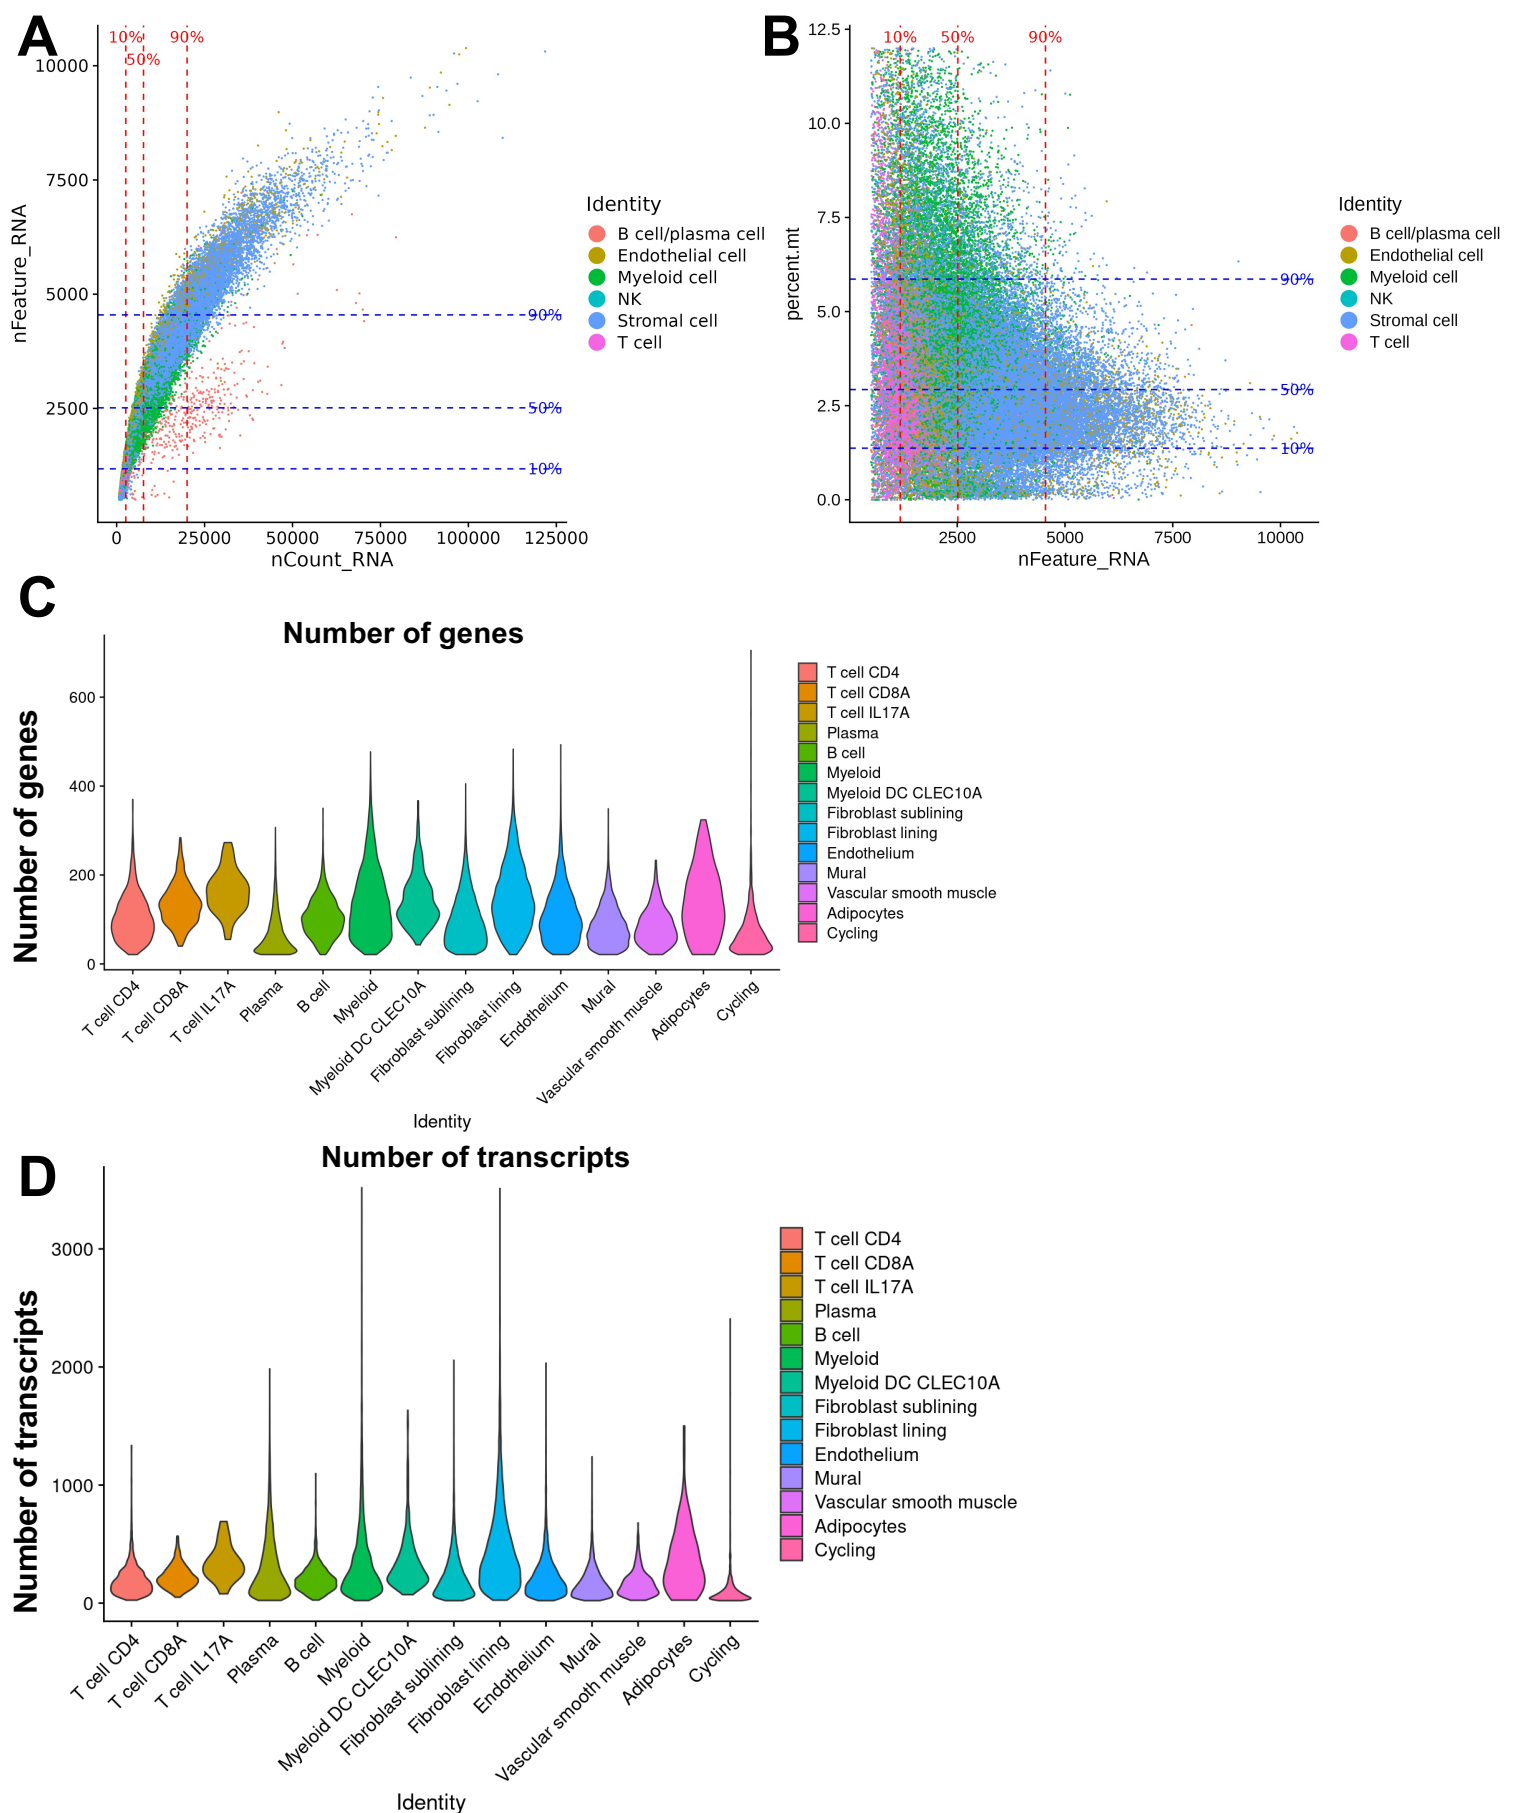 A
10%
50%
90%
10000
7500
5000
2500
nFeature_RNA
90%
50%
10%
0
25000
50000
75000
100000
125000
nCount_RNA
Identity
B cell/plasma cell
Endothelial cell
Myeloid cell
NK
Stromal cell
T cell
B
10%
50%
90%
12.5
10.0
7.5
5.0
2.5
0.0
percent.mt
90%
50%
10%
2500
5000
7500
10000
nFeature_RNA
Identity
B cell/plasma cell
Endothelial cell
Myeloid cell
NK
Stromal cell
T cell
C
Number of genes
Number of genes
600
400
200
0
T cell CD4
T cell CD8A
T cell IL17A
Plasma
B cell
Myeloid
Myeloid DC CLEC10A
Fibroblast sublining
Fibroblast lining
Endothelium
Mural
Vascular smooth muscle
Adipocytes
Cycling
Identity
T cell CD4
T cell CD8A
T cell IL17A
Plasma
B cell
Myeloid
Myeloid DC CLEC10A
Fibroblast sublining
Fibroblast lining
Endothelium
Mural
Vascular smooth muscle
Adipocytes
Cycling
D
Number of transcripts
Number of transcripts
3000
2000
1000
0
T cell CD4
T cell CD8A
T cell IL17A
Plasma
B cell
Myeloid
Myeloid DC CLEC10A
Fibroblast sublining
Fibroblast lining
Endothelium
Mural
Vascular smooth muscle
Adipocytes
Cycling
Identity
T cell CD4
T cell CD8A
T cell IL17A
Plasma
B cell
Myeloid
Myeloid DC CLEC10A
Fibroblast sublining
Fibroblast lining
Endothelium
Mural
Vascular smooth muscle
Adipocytes
Cycling